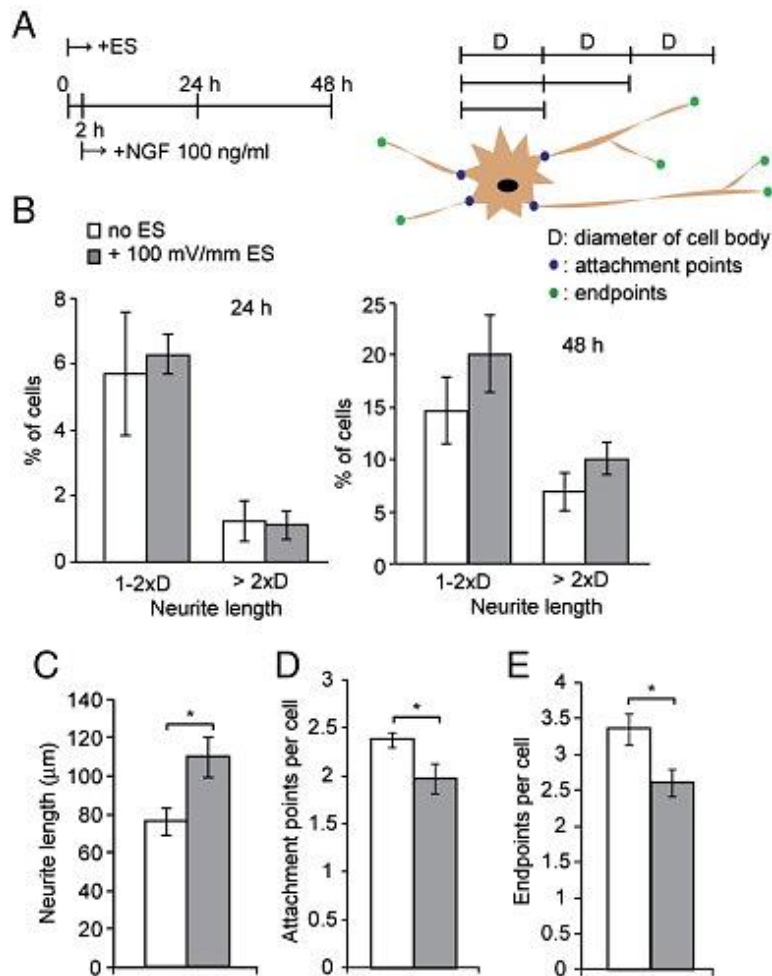 A
+ES
0
24 h
48 h
2 h
+NGF 100 ng/ml
D
D
D
D: diameter of cell body
: attachment points
: endpoints
B
no ES
+ 100 mV/mm ES
24 h
% of cells
8
6
4
2
0
1-2xD
> 2xD
Neurite length
48 h
% of cells
25
20
15
10
5
0
1-2xD
> 2xD
Neurite length
C
Neurite length (μm)
140
120
100
80
60
40
20
0
*
D
Attachment points per cell
3
2.5
2
1.5
1
0.5
0
*
E
Endpoints per cell
4
3.5
3
2.5
2
1.5
1
0.5
0
*